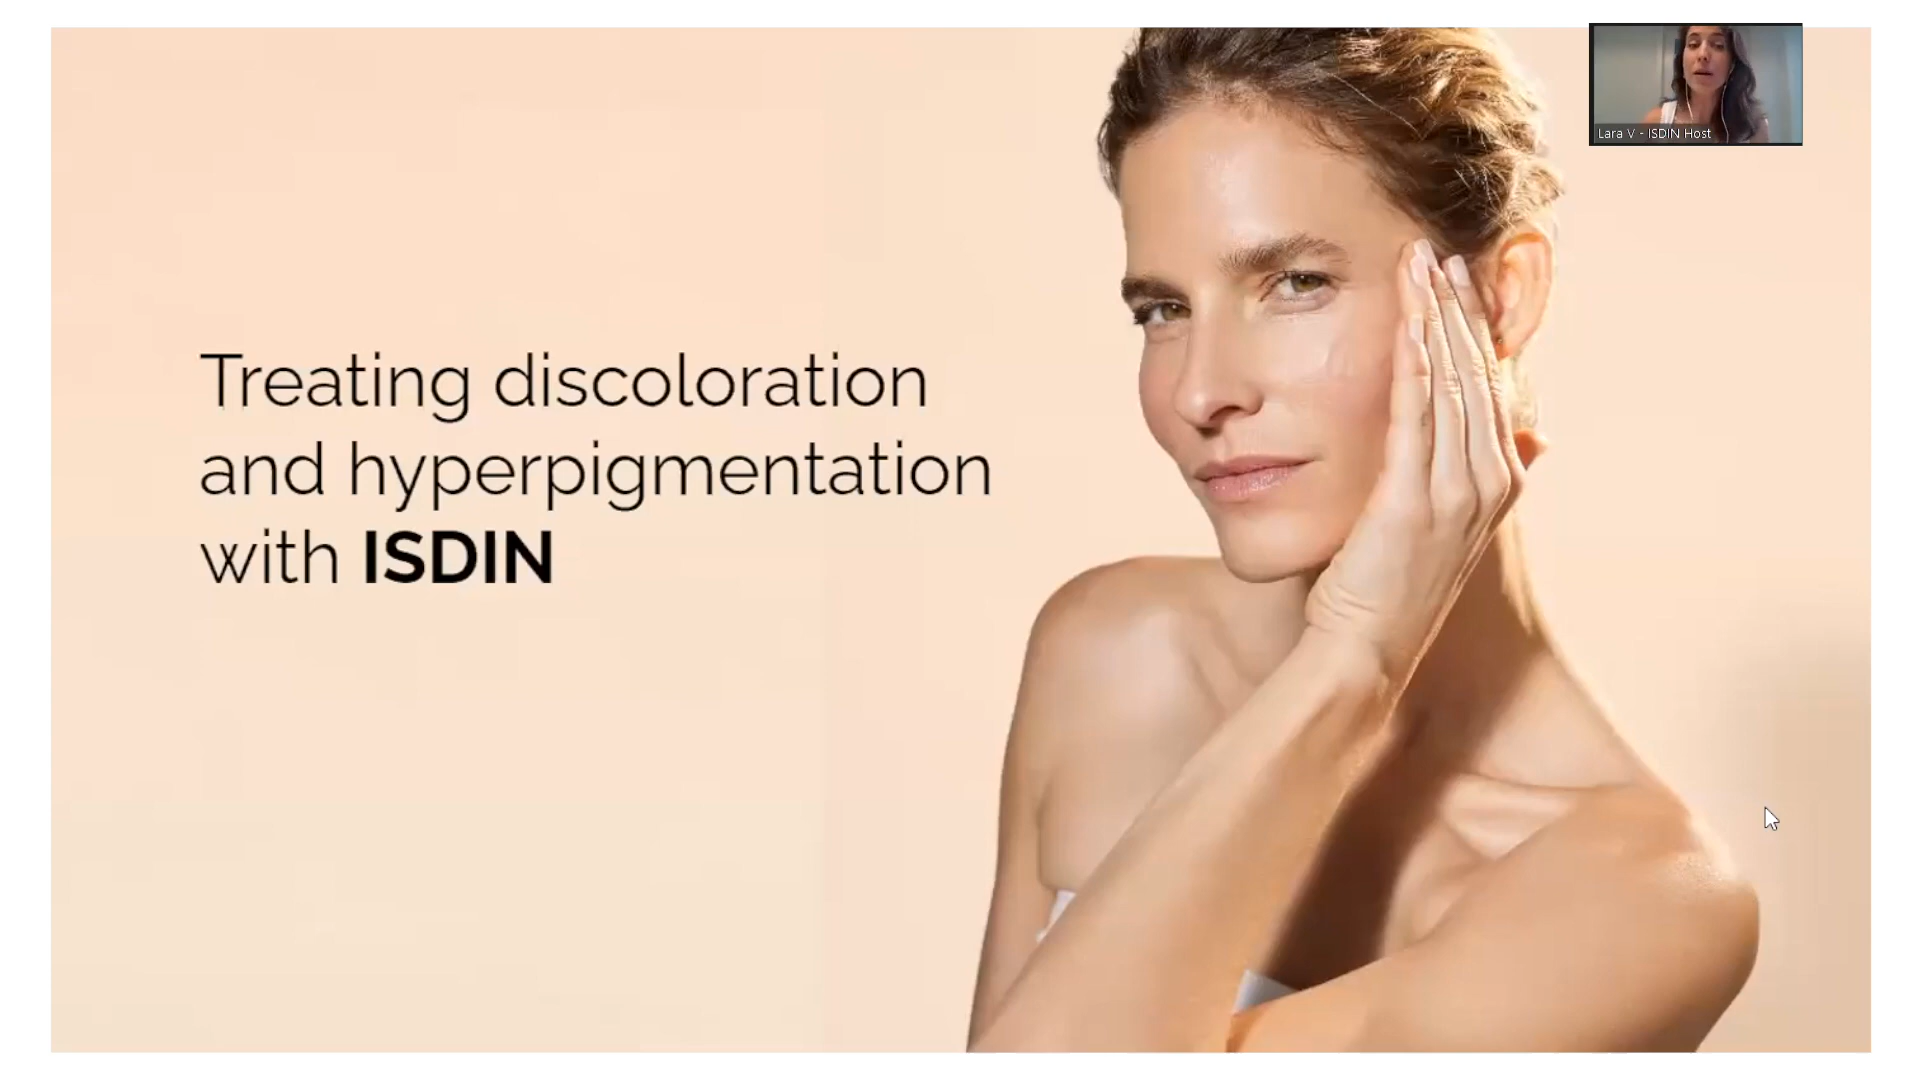 Lara V - ISDIN Host
Treating discoloration
and hyperpigmentation
with ISDIN